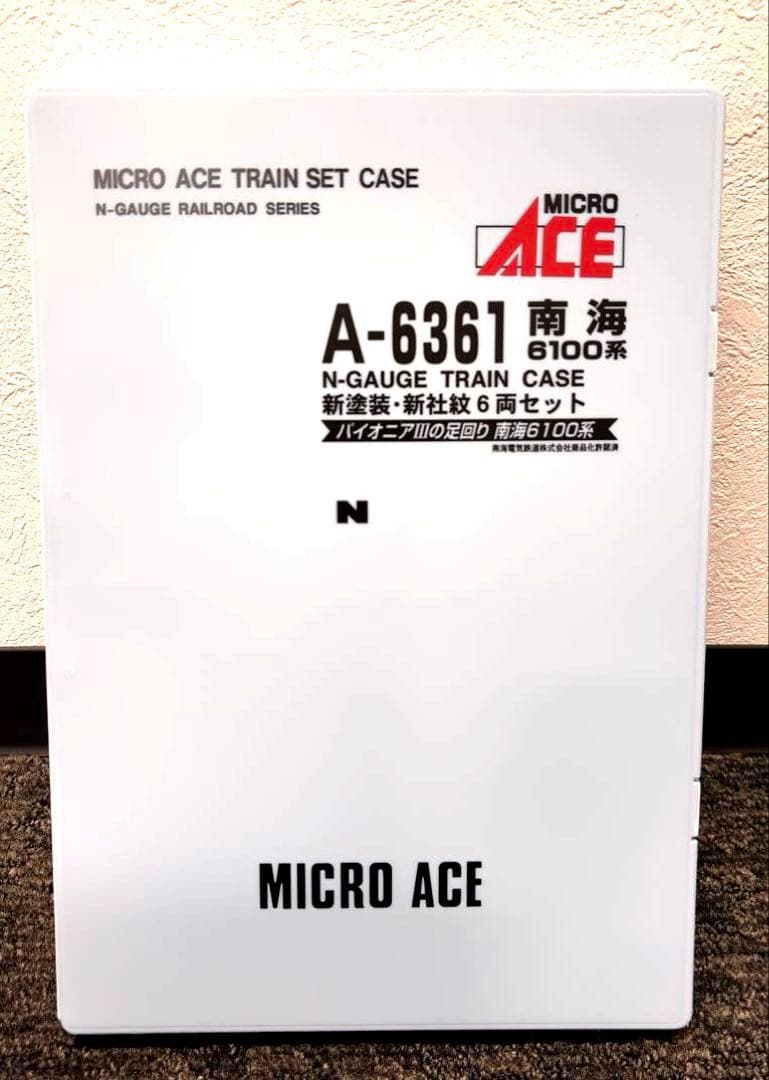 MICRO ACE TRAIN SET CASE
N-GAUGE RAILROAD SERIES
MICRO
ACE
A-6361 南海
6100系
N-GAUGE TRAIN CASE
新塗装・新社紋6両セット
パイオニアⅢの足回り 南海6100系
南海電気鉄道株式会社商品化許諾済
N
MICRO ACE